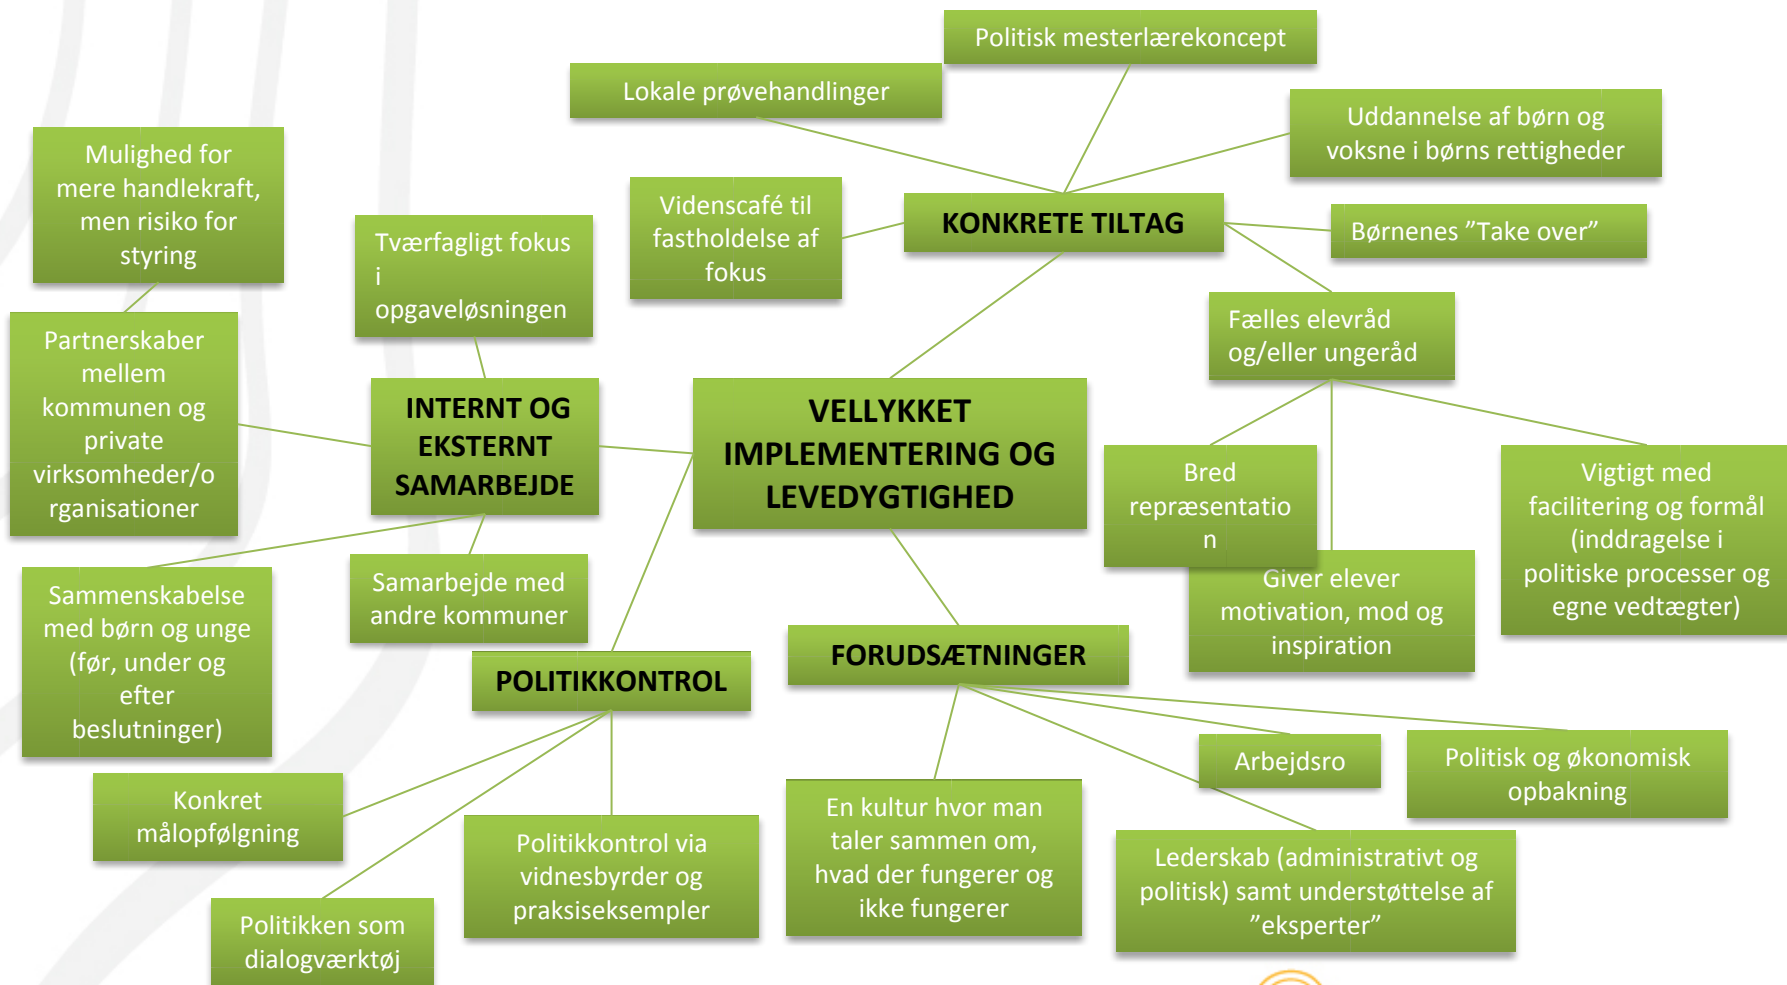 Politisk mesterlærekoncept
Lokale prøvehandlinger
Uddannelse af børn og
voksne i børns rettigheder
Mulighed for
mere handlekraft,
men risiko for
styring
Videnscafé til
fastholdelse af
fokus
KONKRETE TILTAG
Børnenes ”Take over”
Tværfagligt fokus
i
opgaveløsningen
Fælles elevråd
og/eller ungeråd
Partnerskaber
mellem
kommunen og
private
virksomheder/o
rganisationer
INTERNT OG
EKSTERNT
SAMARBEJDE
VELLYKKET
IMPLEMENTERING OG
LEVEDYGTIGHED
Bred
repræsentatio
n
Vigtigt med
facilitering og formål
(inddragelse i
politiske processer og
egne vedtægter)
Giver elever
motivation, mod og
inspiration
Sammenskabelse
med børn og unge
(før, under og
efter
beslutninger)
Samarbejde med
andre kommuner
POLITIKKONTROL
FORUDSÆTNINGER
Arbejdsro
Politisk og økonomisk
opbakning
Konkret
målopfølgning
Politikkontrol via
vidnesbyrder og
praksiseksempler
En kultur hvor man
taler sammen om,
hvad der fungerer og
ikke fungerer
Lederskab (administrativt og
politisk) samt understøttelse af
”eksperter”
Politikken som
dialogværktøj